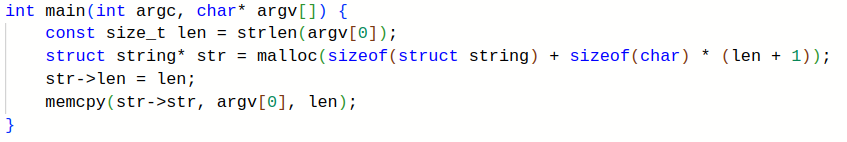 int main(int argc, char* argv[]) {
    const size_t len = strlen(argv[0]);
    struct string* str = malloc(sizeof(struct string) + sizeof(char) * (len + 1));
    str->len = len;
    memcpy(str->str, argv[0], len);
}